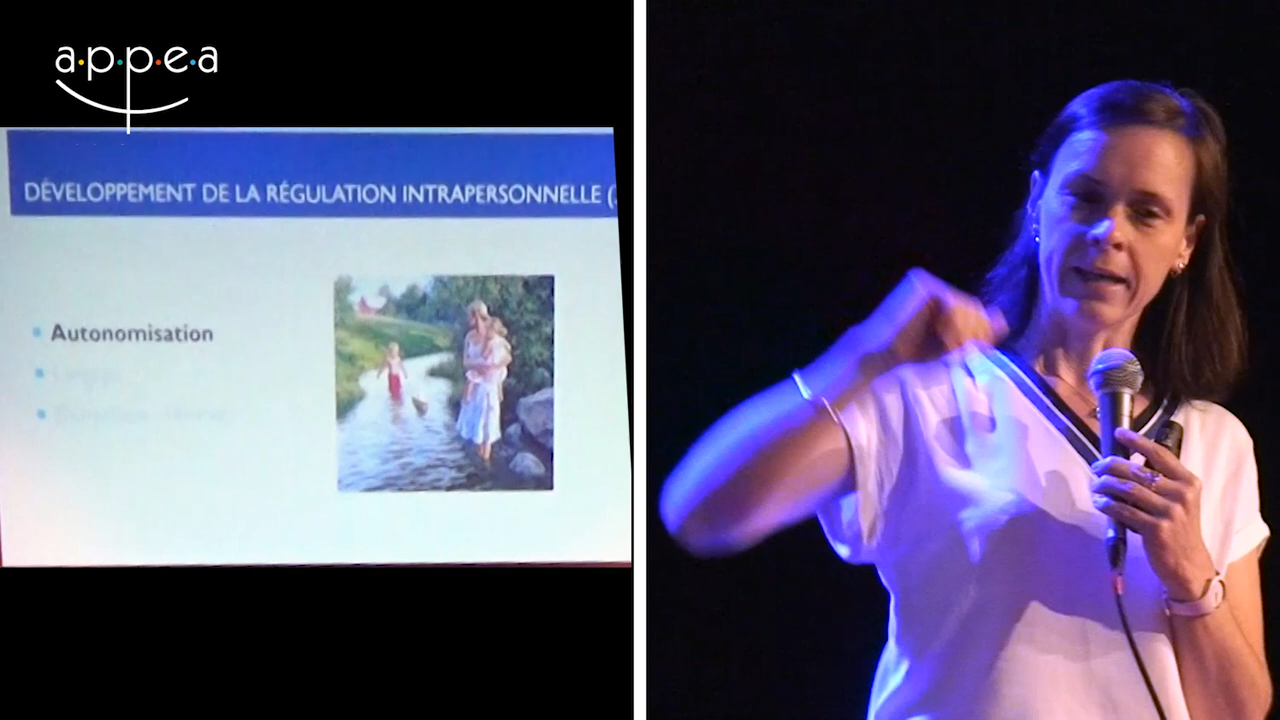 a·p·p·e·a
DÉVELOPPEMENT DE LA RÉGULATION INTRAPERSONNELLE (
• Autonomisation